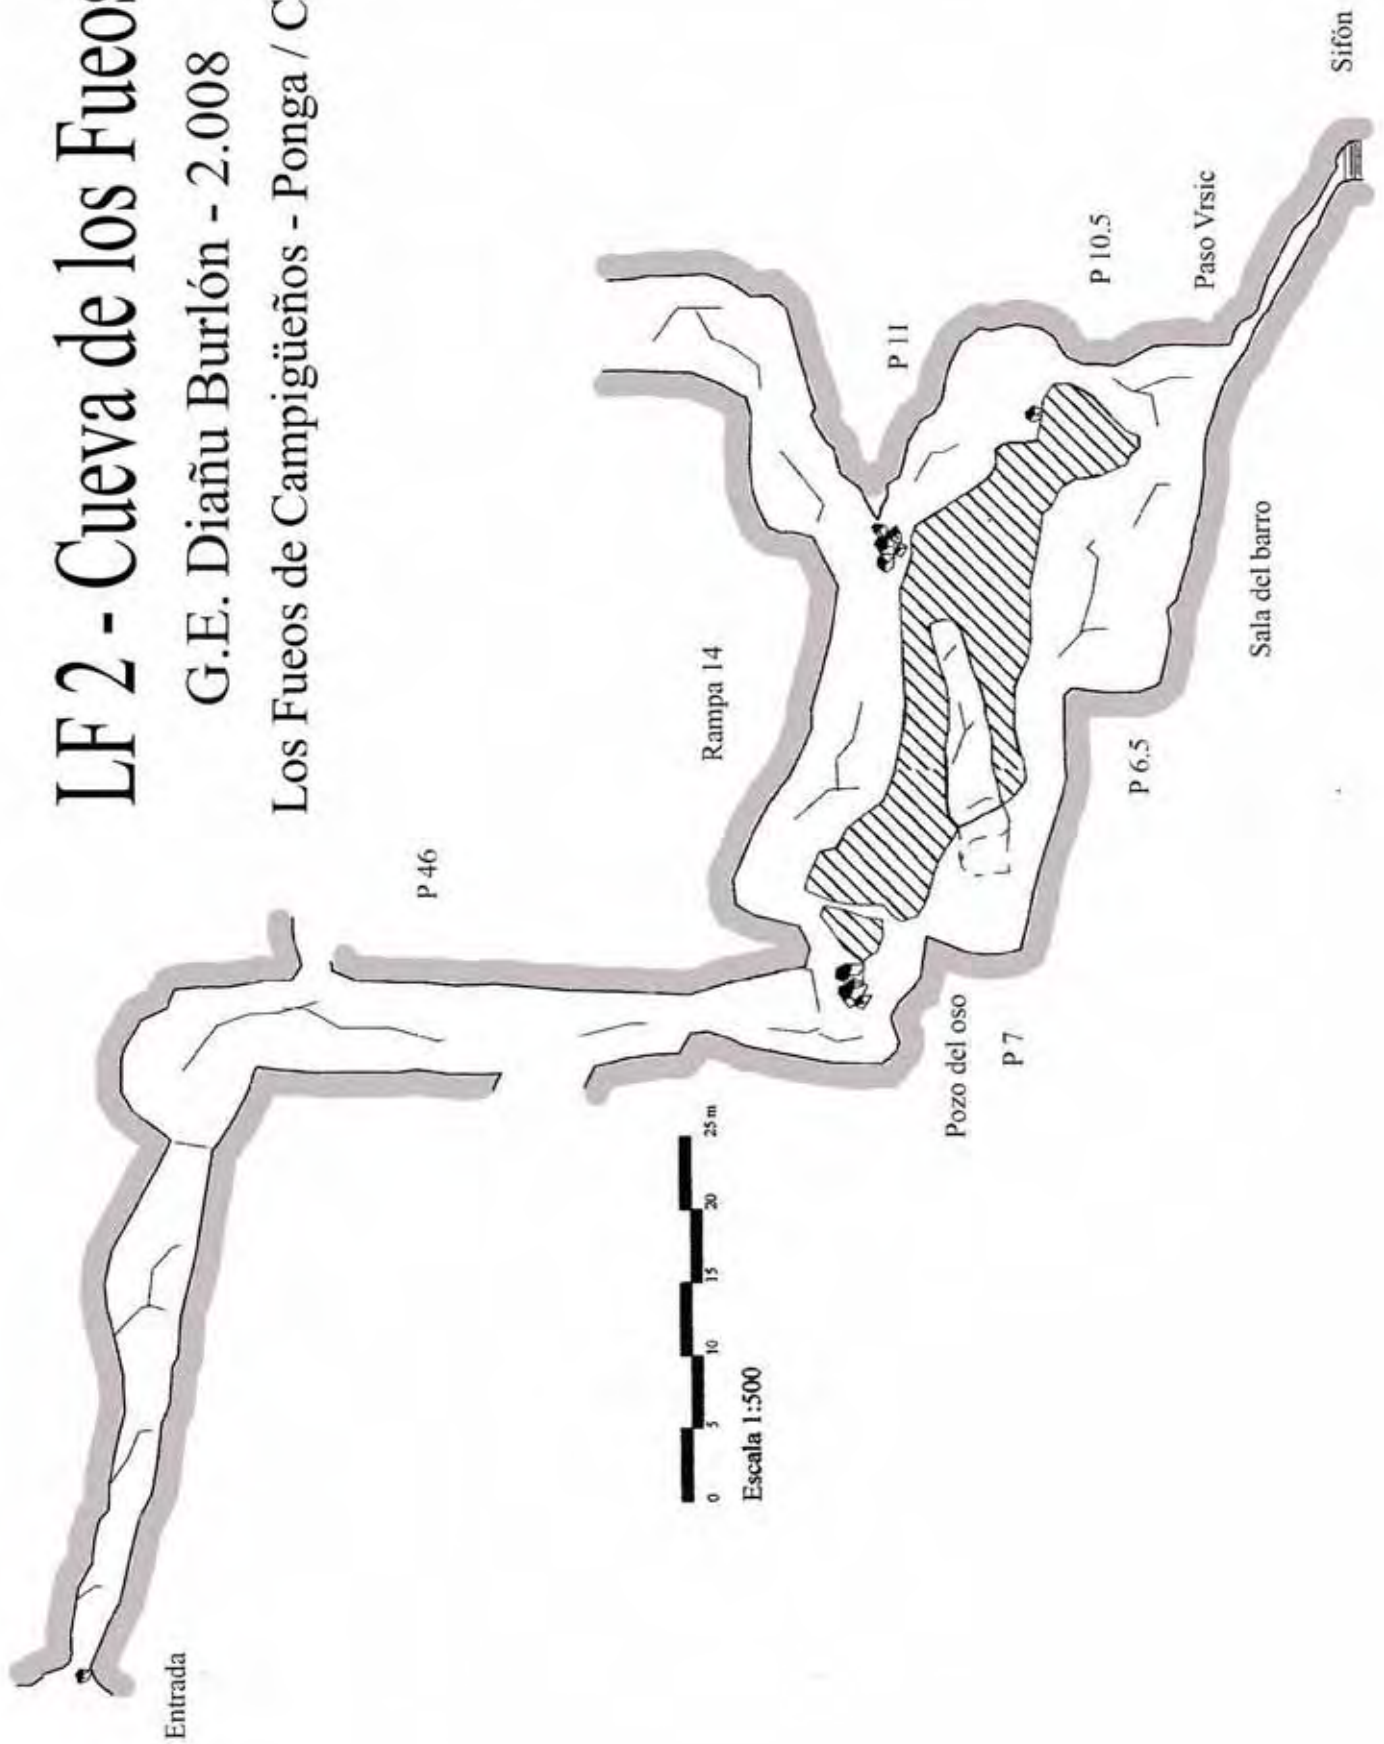 LF 2 - Cueva de los Fueos
G.E. Diañu Burlón - 2.008
Los Fueos de Campigüeños - Ponga / C
Entrada
P 46
Rampa 14
P 11
P 10.5
Paso Vrsic
Sifón
Pozo del oso
P 7
P 6.5
Sala del barro
0 5 10 15 20 25 m
Escala 1:500